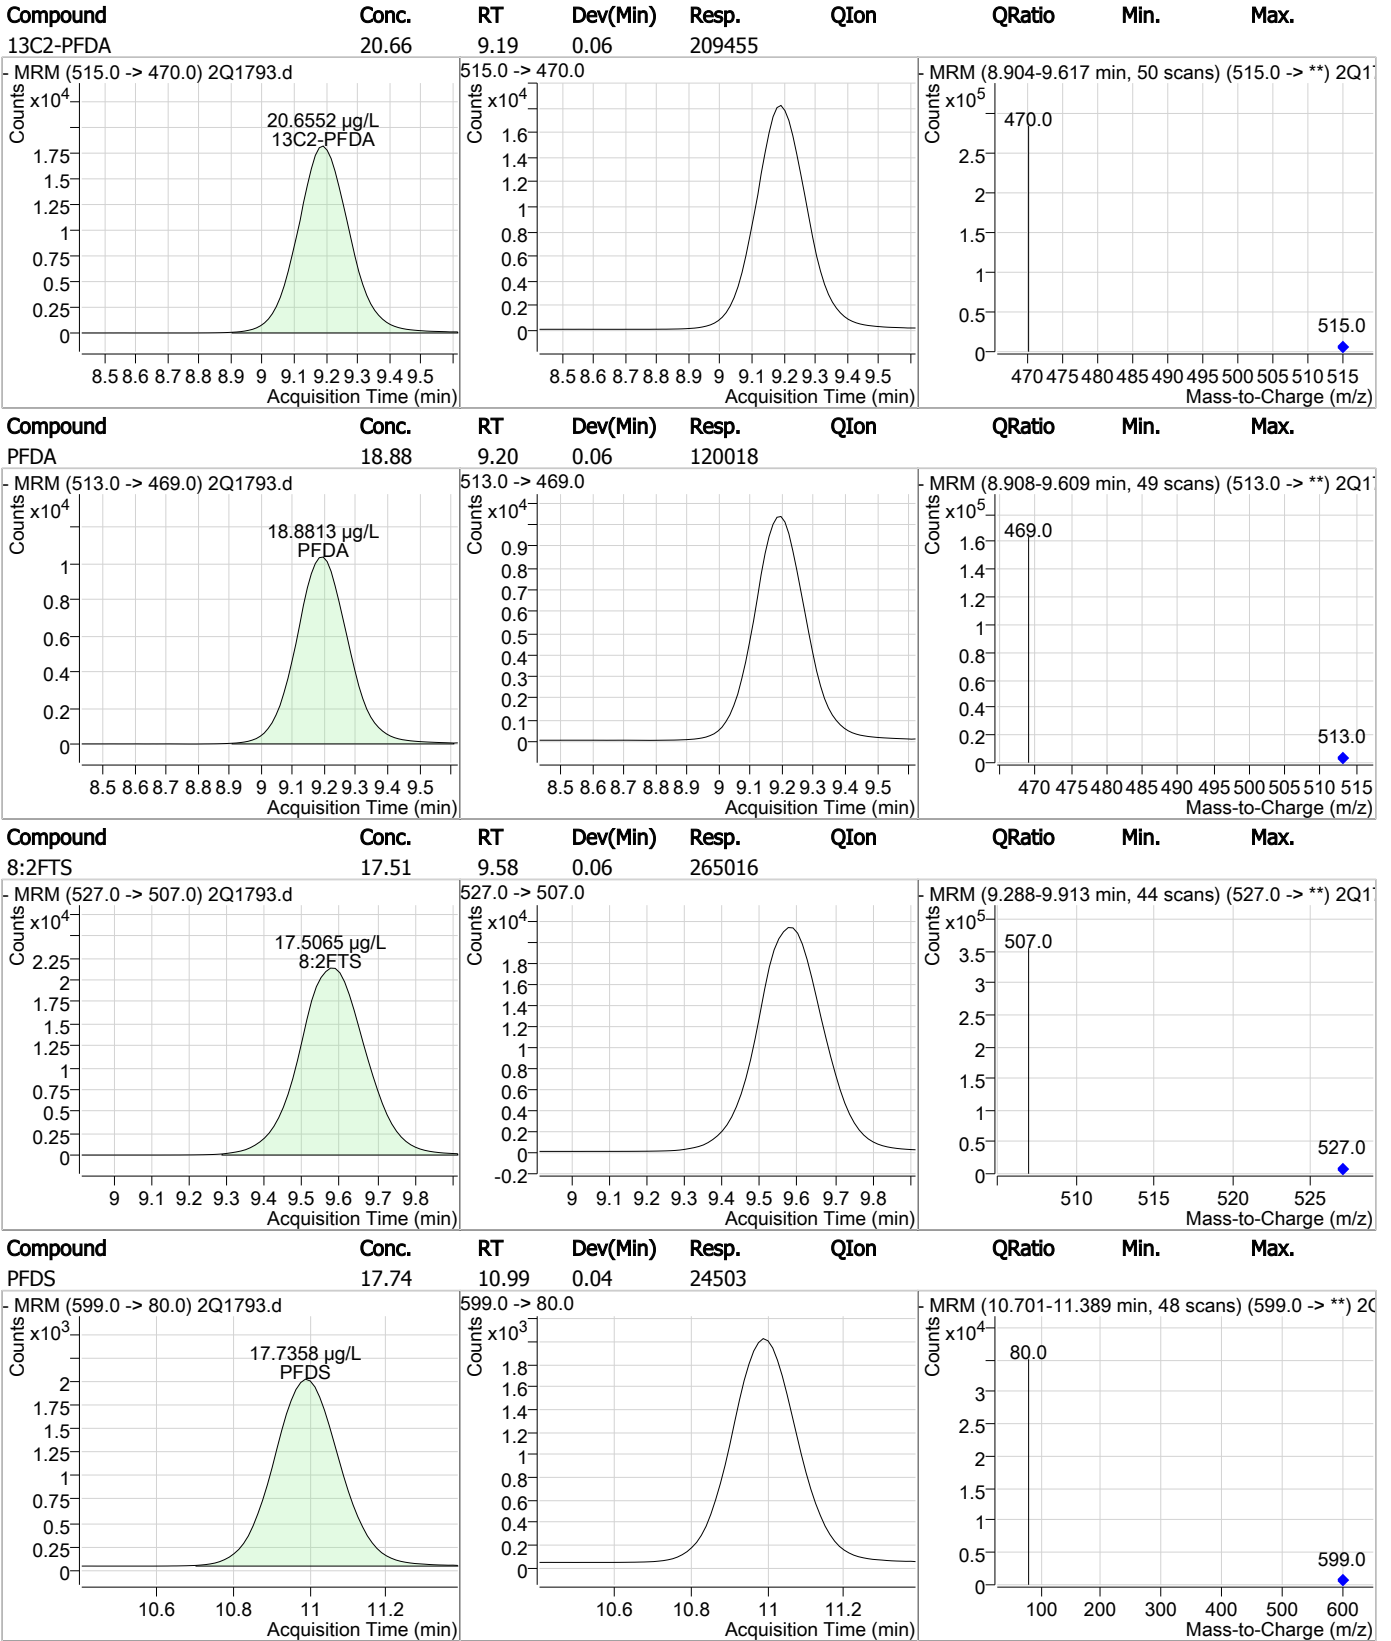 Compound Conc. RT Dev(Min) Resp. QIon QRatio Min. Max.
13C2-PFDA 20.66 9.19 0.06 209455
- MRM (515.0 -> 470.0) 2Q1793.d
Counts
x10^4
20.6552 µg/L
13C2-PFDA
1.75
1.5
1.25
1
0.75
0.5
0.25
0
8.5 8.6 8.7 8.8 8.9 9 9.1 9.2 9.3 9.4 9.5
Acquisition Time (min)
515.0 -> 470.0
Counts
x10^4
1.6
1.4
1.2
1
0.8
0.6
0.4
0.2
0
8.5 8.6 8.7 8.8 8.9 9 9.1 9.2 9.3 9.4 9.5
Acquisition Time (min)
- MRM (8.904-9.617 min, 50 scans) (515.0 -> **) 2Q1
Counts
x10^5
470.0
2.5
2
1.5
1
0.5
0
515.0
470 475 480 485 490 495 500 505 510 515
Mass-to-Charge (m/z)
Compound Conc. RT Dev(Min) Resp. QIon QRatio Min. Max.
PFDA 18.88 9.20 0.06 120018
- MRM (513.0 -> 469.0) 2Q1793.d
Counts
x10^4
18.8813 µg/L
PFDA
1
0.8
0.6
0.4
0.2
0
8.5 8.6 8.7 8.8 8.9 9 9.1 9.2 9.3 9.4 9.5
Acquisition Time (min)
513.0 -> 469.0
Counts
x10^4
0.9
0.8
0.7
0.6
0.5
0.4
0.3
0.2
0.1
0
8.5 8.6 8.7 8.8 8.9 9 9.1 9.2 9.3 9.4 9.5
Acquisition Time (min)
- MRM (8.908-9.609 min, 49 scans) (513.0 -> **) 2Q1
Counts
x10^5
469.0
1.6
1.4
1.2
1
0.8
0.6
0.4
0.2
0
513.0
470 475 480 485 490 495 500 505 510 515
Mass-to-Charge (m/z)
Compound Conc. RT Dev(Min) Resp. QIon QRatio Min. Max.
8:2FTS 17.51 9.58 0.06 265016
- MRM (527.0 -> 507.0) 2Q1793.d
Counts
x10^4
17.5065 µg/L
8:2FTS
2.25
2
1.75
1.5
1.25
1
0.75
0.5
0.25
0
9 9.1 9.2 9.3 9.4 9.5 9.6 9.7 9.8
Acquisition Time (min)
527.0 -> 507.0
Counts
x10^4
1.8
1.6
1.4
1.2
1
0.8
0.6
0.4
0.2
0
-0.2
9 9.1 9.2 9.3 9.4 9.5 9.6 9.7 9.8
Acquisition Time (min)
- MRM (9.288-9.913 min, 44 scans) (527.0 -> **) 2Q1
Counts
x10^5
507.0
3.5
3
2.5
2
1.5
1
0.5
0
527.0
510 515 520 525
Mass-to-Charge (m/z)
Compound Conc. RT Dev(Min) Resp. QIon QRatio Min. Max.
PFDS 17.74 10.99 0.04 24503
- MRM (599.0 -> 80.0) 2Q1793.d
Counts
x10^3
17.7358 µg/L
PFDS
2
1.75
1.5
1.25
1
0.75
0.5
0.25
0
10.6 10.8 11 11.2
Acquisition Time (min)
599.0 -> 80.0
Counts
x10^3
1.8
1.6
1.4
1.2
1
0.8
0.6
0.4
0.2
0
10.6 10.8 11 11.2
Acquisition Time (min)
- MRM (10.701-11.389 min, 48 scans) (599.0 -> **) 2
Counts
x10^4
80.0
3
2.5
2
1.5
1
0.5
0
599.0
100 200 300 400 500 600
Mass-to-Charge (m/z)